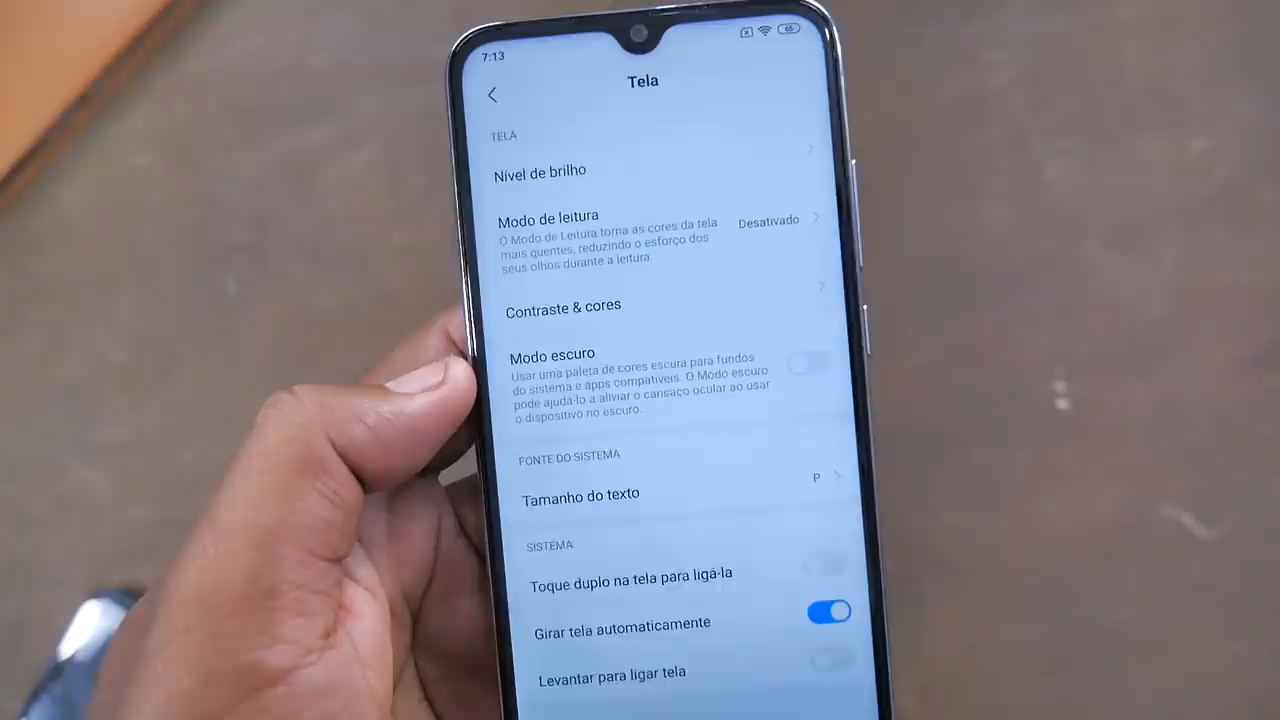 7:13
65
Tela
TELA
Nível de brilho
Modo de leitura
O Modo de Leitura torna as cores da tela
mais quentes, reduzindo o esforço dos
seus olhos durante a leitura.
Desativado
Contraste & cores
Modo escuro
Usar uma paleta de cores escura para fundos
do sistema e apps compatíveis. O Modo escuro
pode ajudá-lo a aliviar o cansaço ocular ao usar
o dispositivo no escuro.
FONTE DO SISTEMA
Tamanho do texto
P
SISTEMA
Toque duplo na tela para ligá-la
Girar tela automaticamente
Levantar para ligar tela